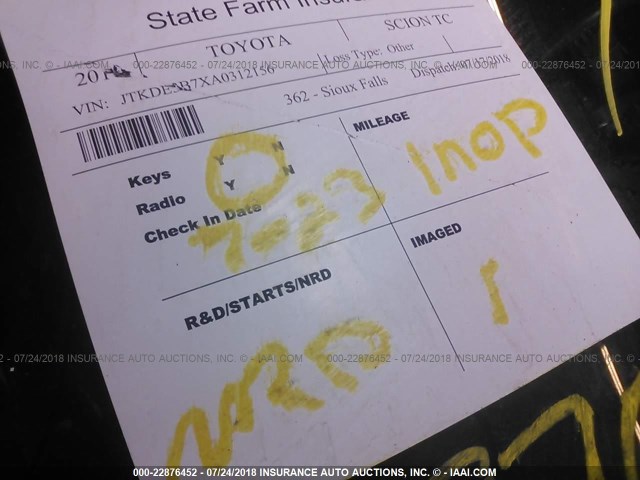 State Farm Insur
TOYOTA SCION TC
20
Loss Type: Other
VIN: JTKDE3B7XA0312156
362 - Sioux Falls
Keys Y N
MILEAGE
Inop
Radio Y N
Check In Date
7-23
IMAGED
1
R&D/STARTS/NRD
NRD
000-22876452 - 07/24/2018 INSURANCE AUTO AUCTIONS, INC. - © IAAI.COM